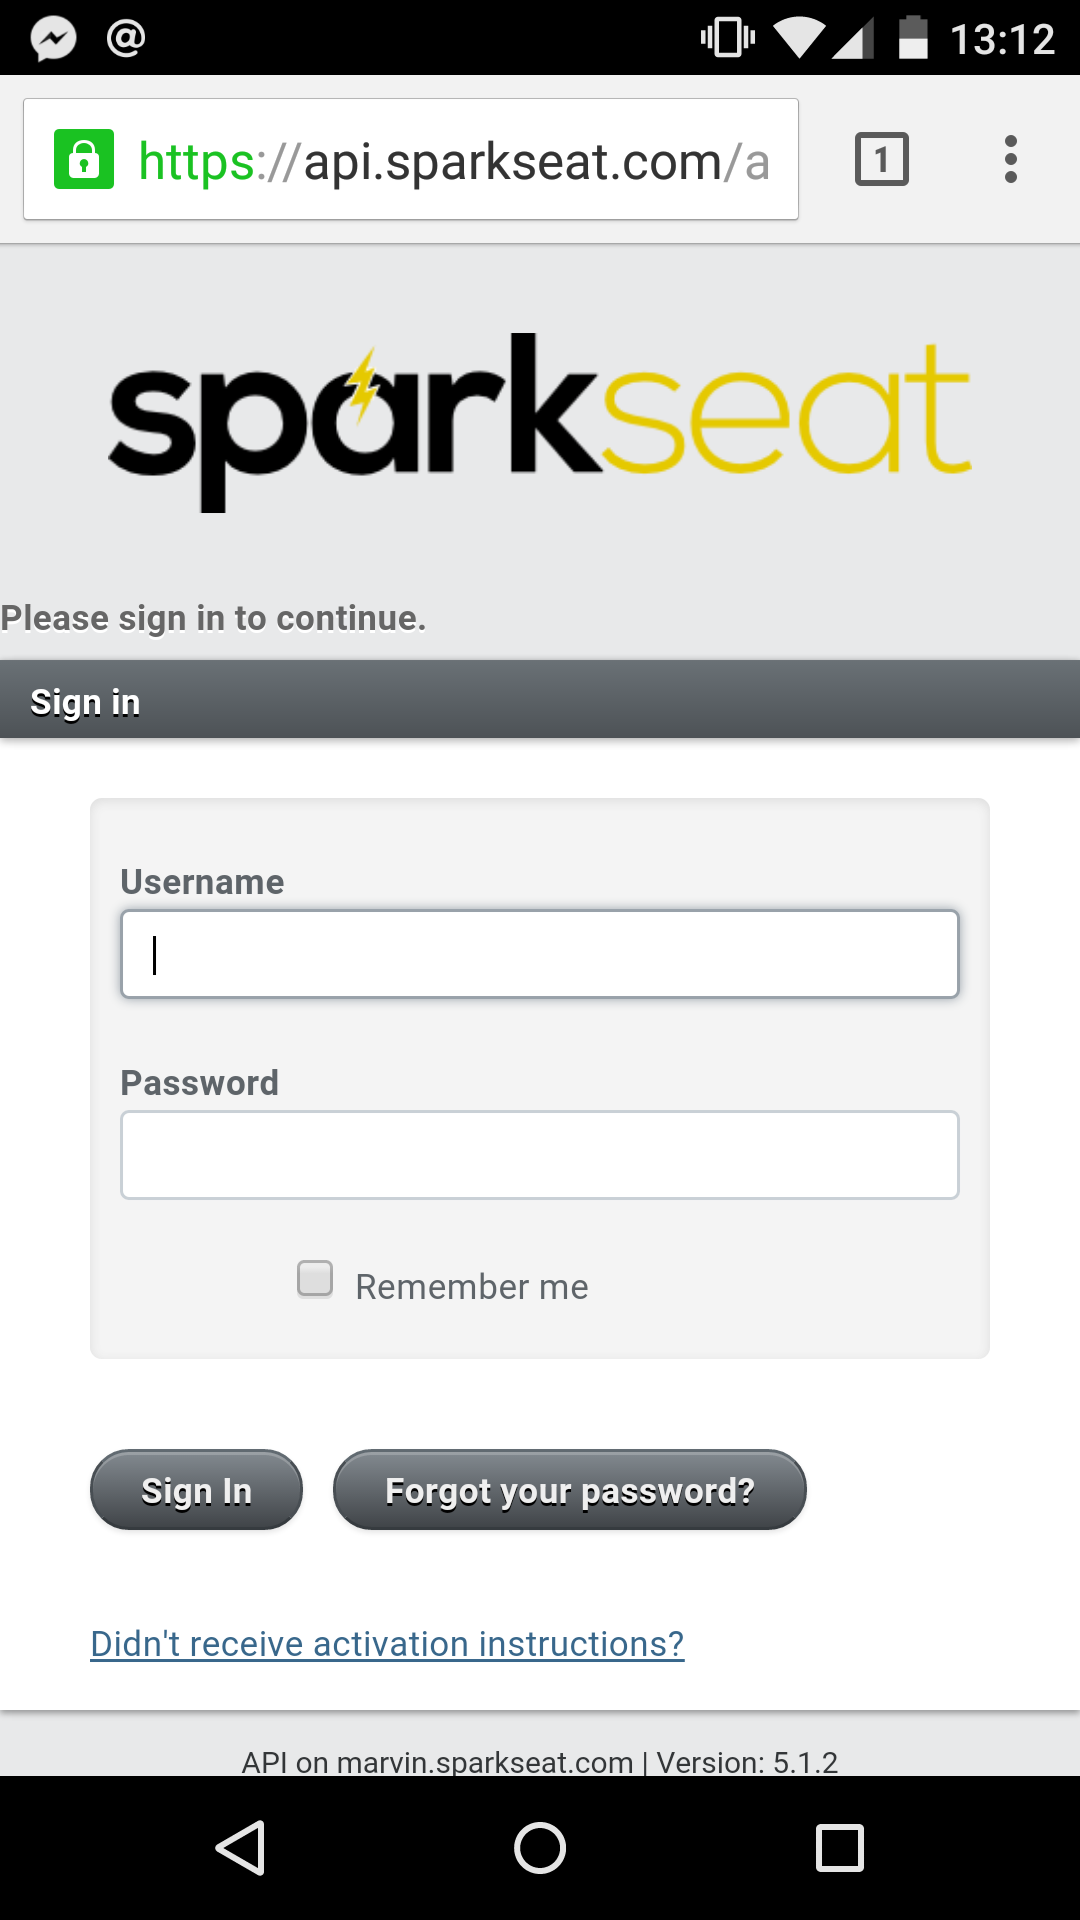 13:12
https://api.sparkseat.com/a
1
sparkseat
Please sign in to continue.
Sign in
Username
Password
Remember me
Sign In
Forgot your password?
Didn't receive activation instructions?
API on marvin.sparkseat.com | Version: 5.1.2